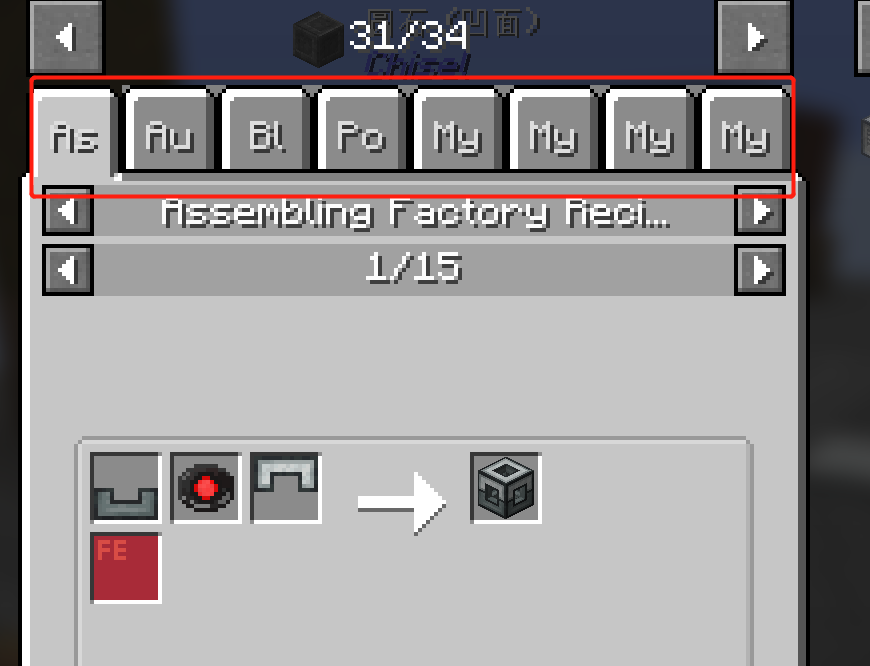 圆石 (凹面)
31/34
Chisel
As Au Bl Po My My My My
Assembling Factory Reci...
1/15
FE